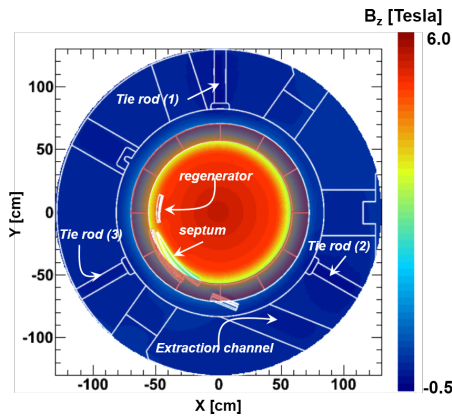 B_z [Tesla]
6.0
100
50
0
-50
-100
Y [cm]
Tie rod (1)
regenerator
septum
Tie rod (3)
Tie rod (2)
Extraction channel
-0.5
-100 -50 0 50 100
X [cm]